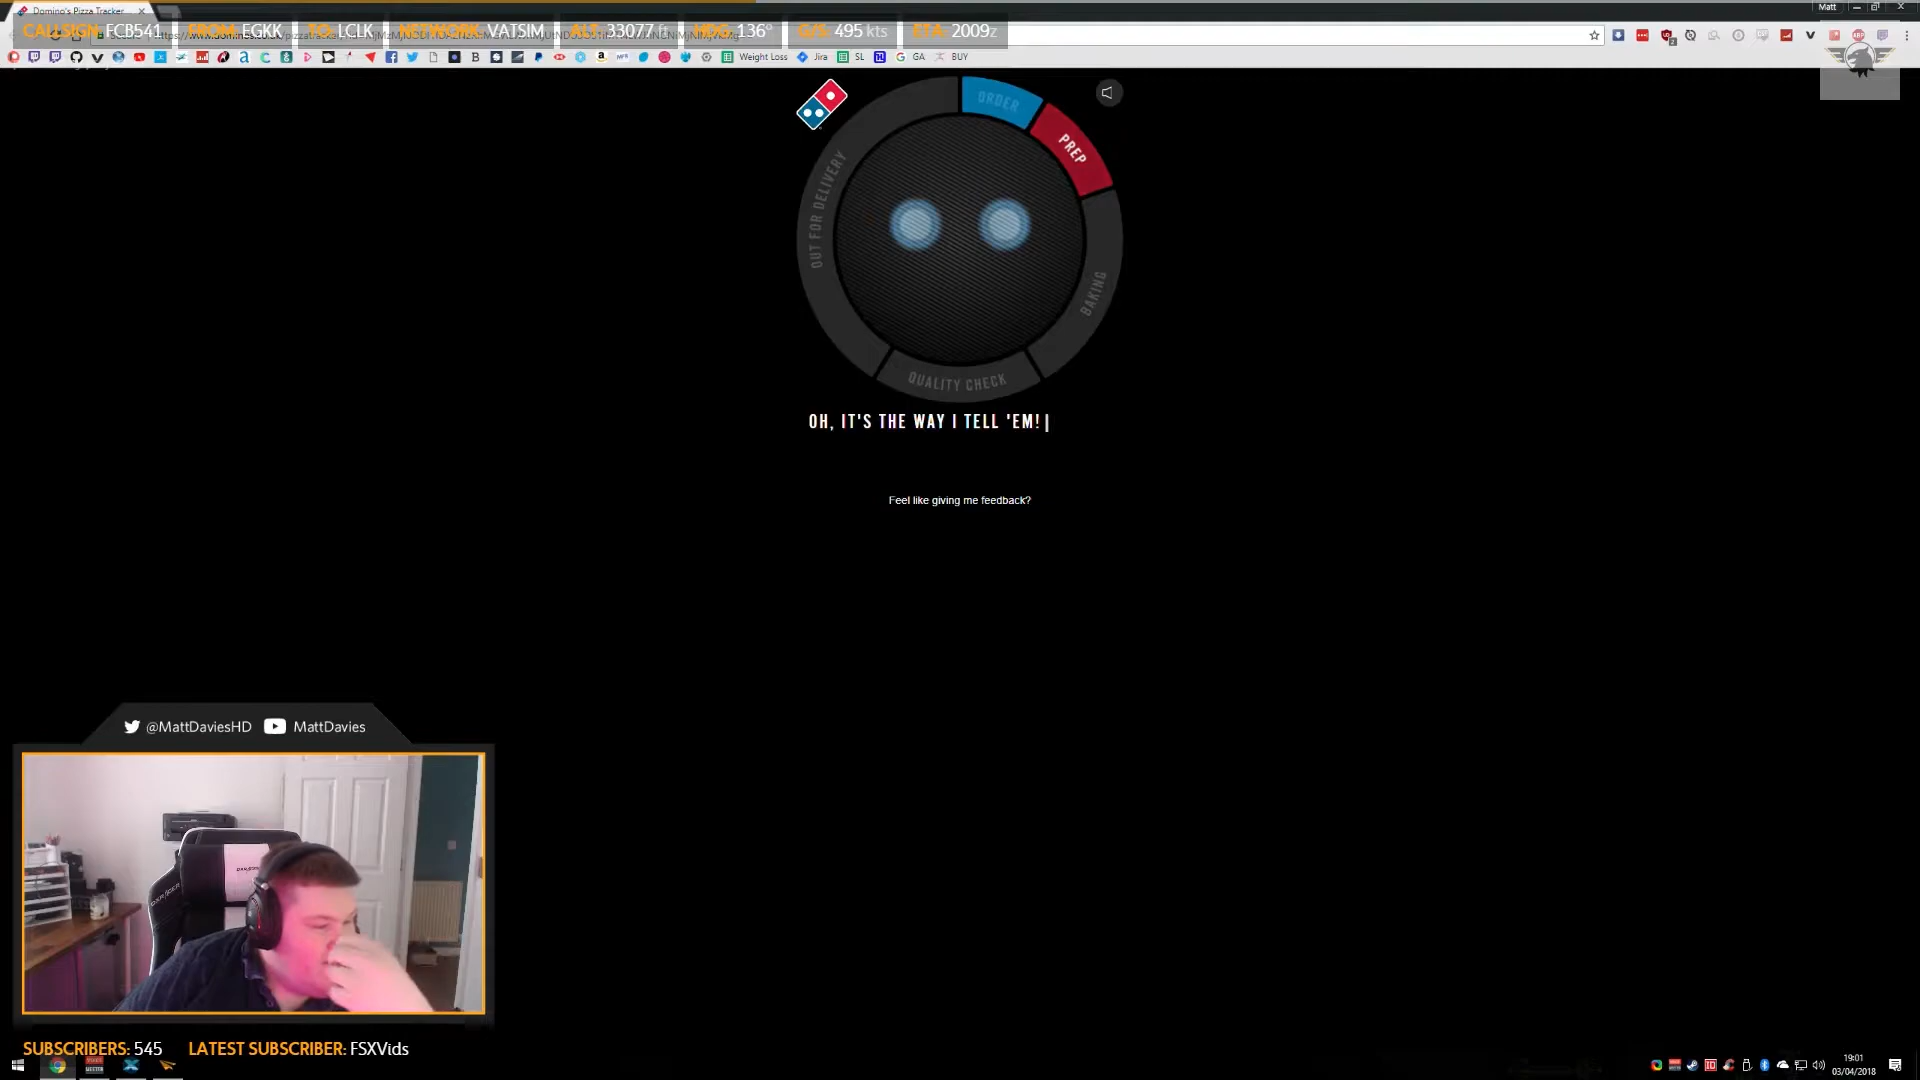 Domino's Pizza Tracker
Matt
CALLSIGN: FCB541 FROM: EGKK TO: LCLK NETWORK: VATSIM ALT: 33077 ft HDG: 136° G/S: 495 kts ETA: 2009z
Weight Loss Jira SL GA BUY
ORDER
PREP
BAKING
QUALITY CHECK
OUT FOR DELIVERY
OH, IT'S THE WAY I TELL 'EM!
Feel like giving me feedback?
@MattDaviesHD MattDavies
SUBSCRIBERS: 545 LATEST SUBSCRIBER: FSXVids
19:01
03/04/2018